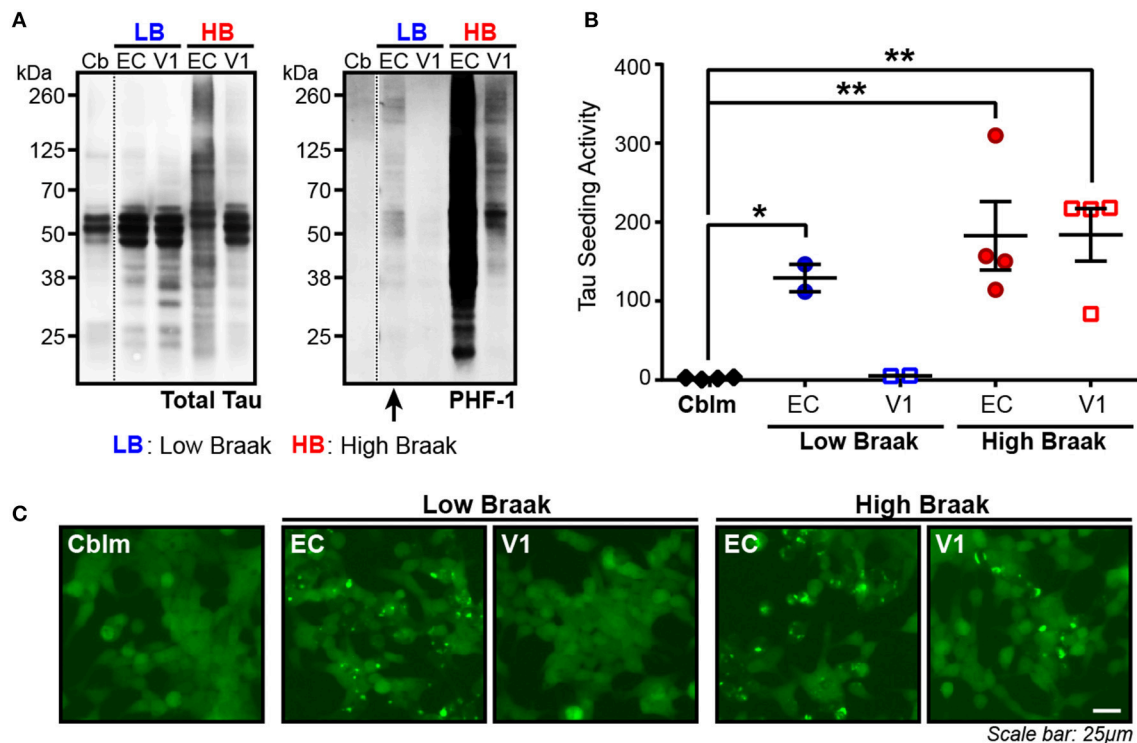 A
LB HB
Cb EC V1 EC V1
kDa
260
125
70
50
38
25
Total Tau
LB HB
EC V1 EC V1
kDa
260
125
70
50
38
25
PHF-1
LB: Low Braak HB: High Braak
B
Tau Seeding Activity
400
300
200
100
0
*
**
**
Cblm
EC V1 EC V1
Low Braak High Braak
C
Low Braak High Braak
Cblm EC V1 EC V1
Scale bar: 25µm